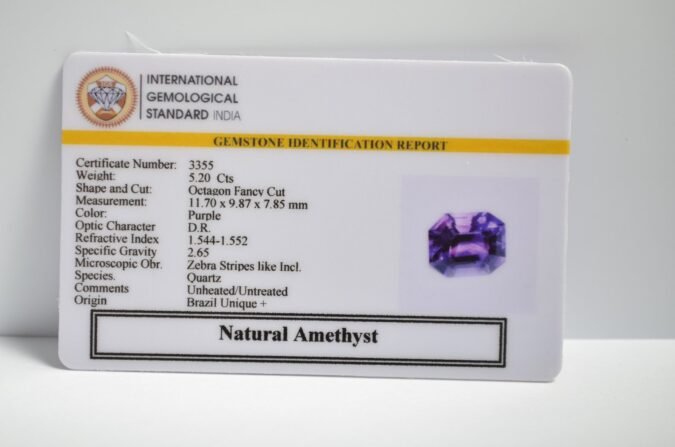 INTERNATIONAL
GEMOLOGICAL
STANDARD INDIA
GEMSTONE IDENTIFICATION REPORT
Certificate Number: 3355
Weight: 5.20 Cts
Shape and Cut: Octagon Fancy Cut
Measurement: 11.70 x 9.87 x 7.85 mm
Color: Purple
Optic Character D.R.
Refractive Index 1.544-1.552
Specific Gravity 2.65
Microscopic Obr. Zebra Stripes like Incl.
Species. Quartz
Comments Unheated/Untreated
Origin Brazil Unique +
Natural Amethyst